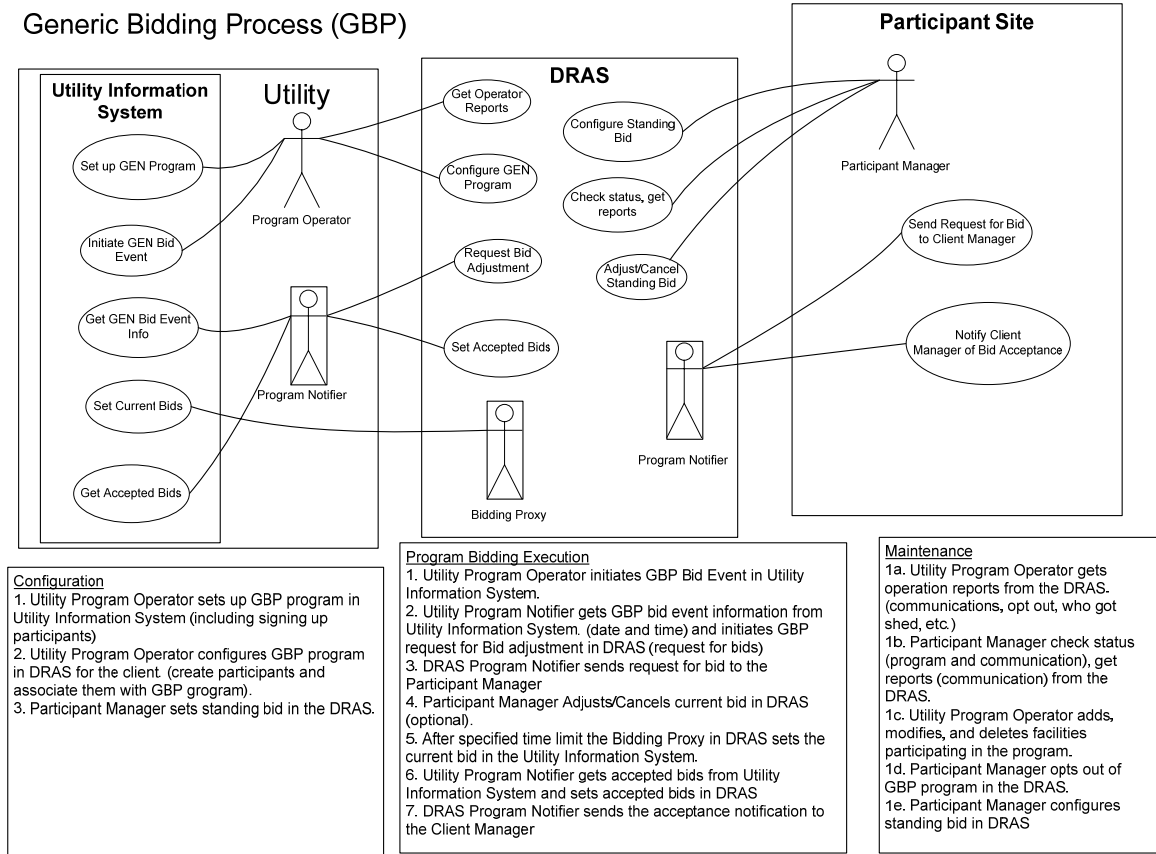 Generic Bidding Process (GBP)
Utility Information
System
Utility
Set up GEN Program
Program Operator
Initiate GEN Bid
Event
Get GEN Bid Event
Info
Program Notifier
Set Current Bids
Get Accepted Bids
DRAS
Get Operator
Reports
Configure Standing
Bid
Configure GEN
Program
Check status, get
reports
Request Bid
Adjustment
Adjust/Cancel
Standing Bid
Set Accepted Bids
Program Notifier
Bidding Proxy
Participant Site
Participant Manager
Send Request for Bid
to Client Manager
Notify Client
Manager of Bid Acceptance
Configuration
1. Utility Program Operator sets up GBP program in
Utility Information System (including signing up
participants)
2. Utility Program Operator configures GBP program
in DRAS for the client. (create participants and
associate them with GBP grogram).
3. Participant Manager sets standing bid in the DRAS.
Program Bidding Execution
1. Utility Program Operator initiates GBP Bid Event in Utility
Information System.
2. Utility Program Notifier gets GBP bid event information from
Utility Information System. (date and time) and initiates GBP
request for Bid adjustment in DRAS (request for bids)
3. DRAS Program Notifier sends request for bid to the
Participant Manager
4. Participant Manager Adjusts/Cancels current bid in DRAS
(optional).
5. After specified time limit the Bidding Proxy in DRAS sets the
current bid in the Utility Information System.
6. Utility Program Notifier gets accepted bids from Utility
Information System and sets accepted bids in DRAS
7. DRAS Program Notifier sends the acceptance notification to
the Client Manager
Maintenance
1a. Utility Program Operator gets
operation reports from the DRAS.
(communications, opt out, who got
shed, etc.)
1b. Participant Manager check status
(program and communication), get
reports (communication) from the
DRAS.
1c. Utility Program Operator adds,
modifies, and deletes facilities
participating in the program.
1d. Participant Manager opts out of
GBP program in the DRAS.
1e. Participant Manager configures
standing bid in DRAS